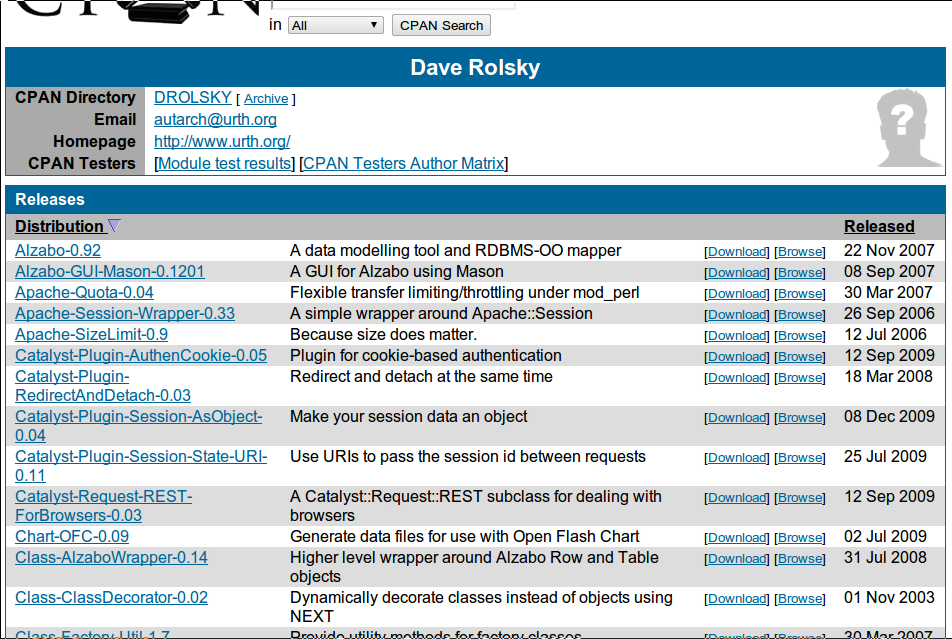 CPAN
in All CPAN Search
Dave Rolsky
CPAN Directory DROLSKY [ Archive ]
Email autarch@urth.org
Homepage http://www.urth.org/
CPAN Testers [Module test results] [CPAN Testers Author Matrix]
?
Releases
Distribution Released
Alzabo-0.92 A data modelling tool and RDBMS-OO mapper [Download] [Browse] 22 Nov 2007
Alzabo-GUI-Mason-0.1201 A GUI for Alzabo using Mason [Download] [Browse] 08 Sep 2007
Apache-Quota-0.04 Flexible transfer limiting/throttling under mod_perl [Download] [Browse] 30 Mar 2007
Apache-Session-Wrapper-0.33 A simple wrapper around Apache::Session [Download] [Browse] 26 Sep 2006
Apache-SizeLimit-0.9 Because size does matter. [Download] [Browse] 12 Jul 2006
Catalyst-Plugin-AuthenCookie-0.05 Plugin for cookie-based authentication [Download] [Browse] 12 Sep 2009
Catalyst-Plugin- Redirect and detach at the same time [Download] [Browse] 18 Mar 2008
RedirectAndDetach-0.03
Catalyst-Plugin-Session-AsObject- Make your session data an object [Download] [Browse] 08 Dec 2009
0.04
Catalyst-Plugin-Session-State-URI- Use URIs to pass the session id between requests [Download] [Browse] 25 Jul 2009
0.11
Catalyst-Request-REST- A Catalyst::Request::REST subclass for dealing with [Download] [Browse] 12 Sep 2009
ForBrowsers-0.03 browsers
Chart-OFC-0.09 Generate data files for use with Open Flash Chart [Download] [Browse] 02 Jul 2009
Class-AlzaboWrapper-0.14 Higher level wrapper around Alzabo Row and Table [Download] [Browse] 31 Jul 2008
objects
Class-ClassDecorator-0.02 Dynamically decorate classes instead of objects using [Download] [Browse] 01 Nov 2003
NEXT
Class-Factory-Util-1.7 Provide utility methods for factory classes [Download] [Browse] 30 Mar 2007